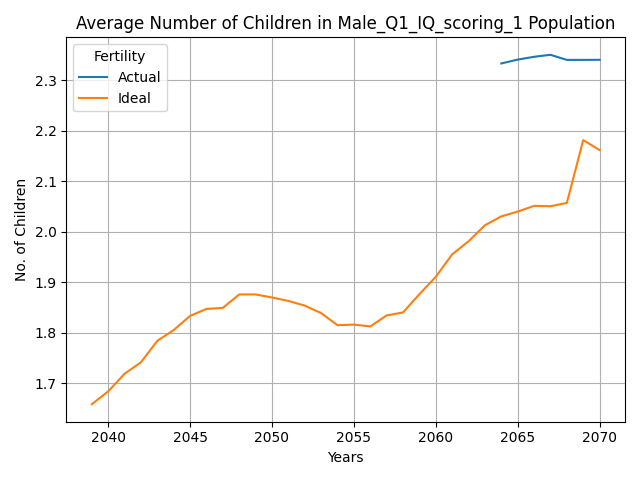 Average Number of Children in Male_Q1_IQ_scoring_1 Population
Fertility
Actual
Ideal
No. of Children
2.3
2.2
2.1
2.0
1.9
1.8
1.7
2040 2045 2050 2055 2060 2065 2070
Years